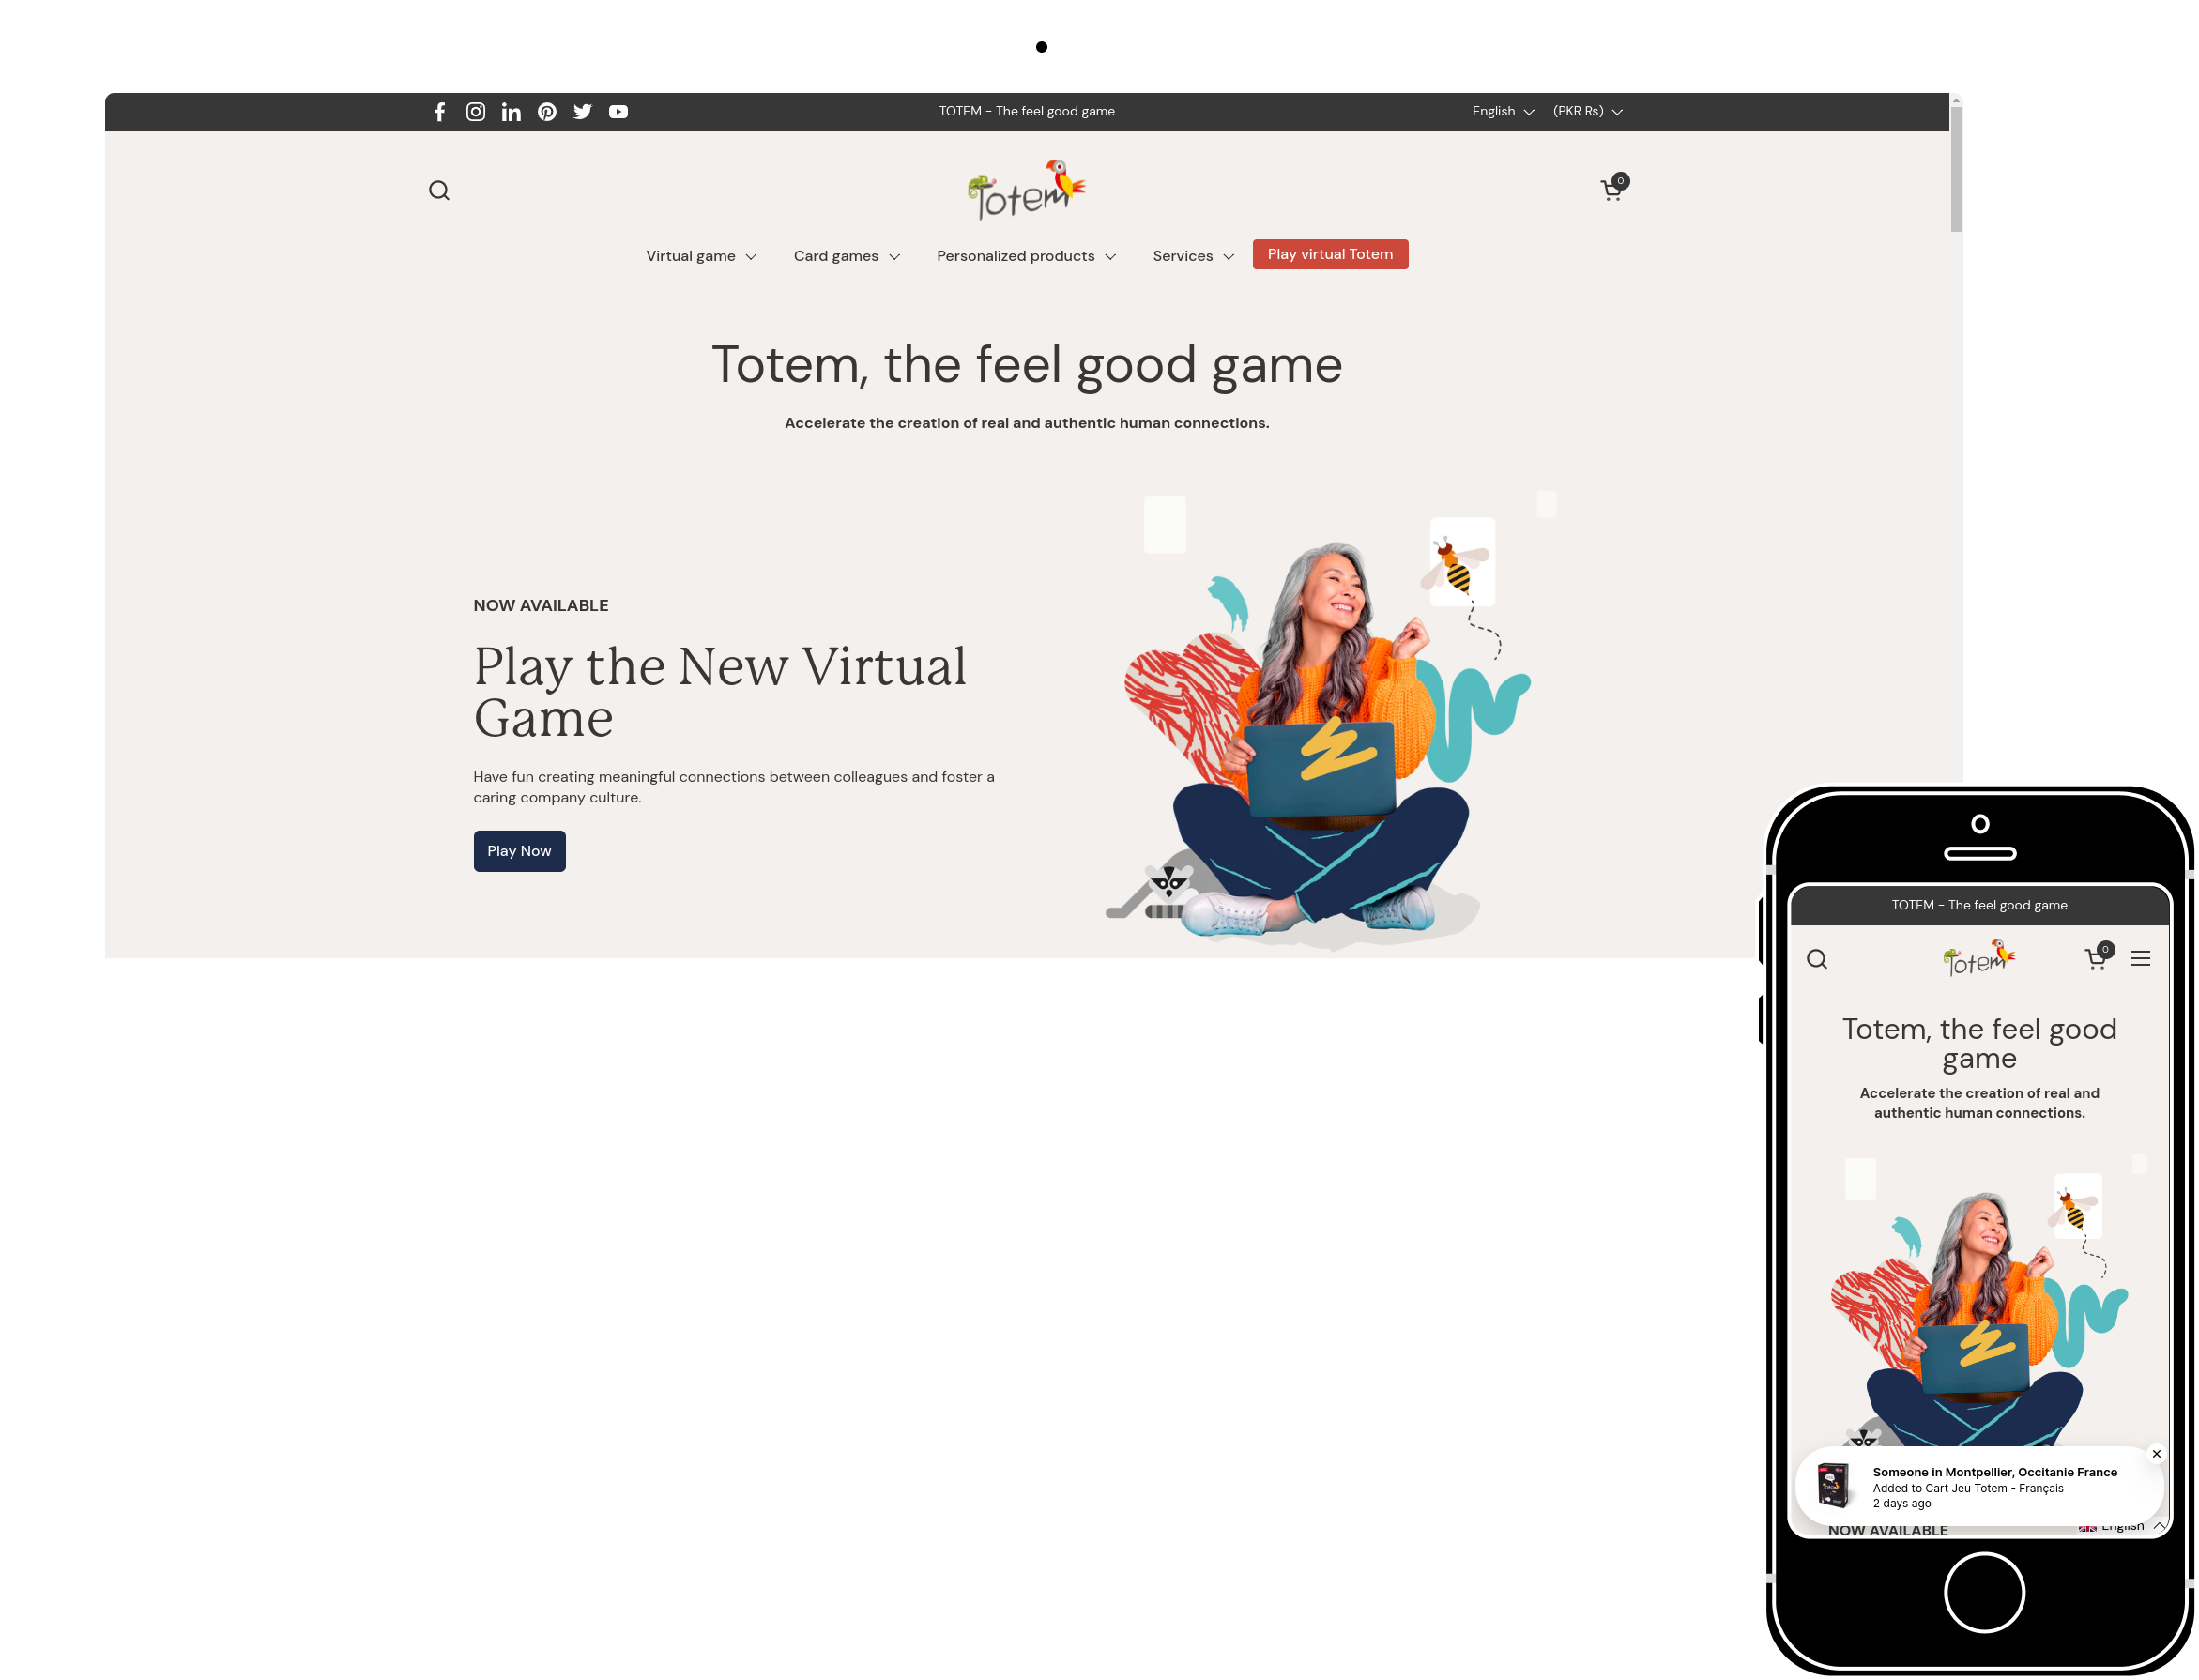 TOTEM - The feel good game
English
(PKR Rs)
Totem
0
Virtual game
Card games
Personalized products
Services
Play virtual Totem
Totem, the feel good game
Accelerate the creation of real and authentic human connections.
NOW AVAILABLE
Play the New Virtual
Game
Have fun creating meaningful connections between colleagues and foster a
caring company culture.
Play Now
TOTEM - The feel good game
Totem
0
Totem, the feel good
game
Accelerate the creation of real and
authentic human connections.
Someone in Montpellier, Occitanie France
Added to Cart Jeu Totem - Français
2 days ago
NOW AVAILABLE
English